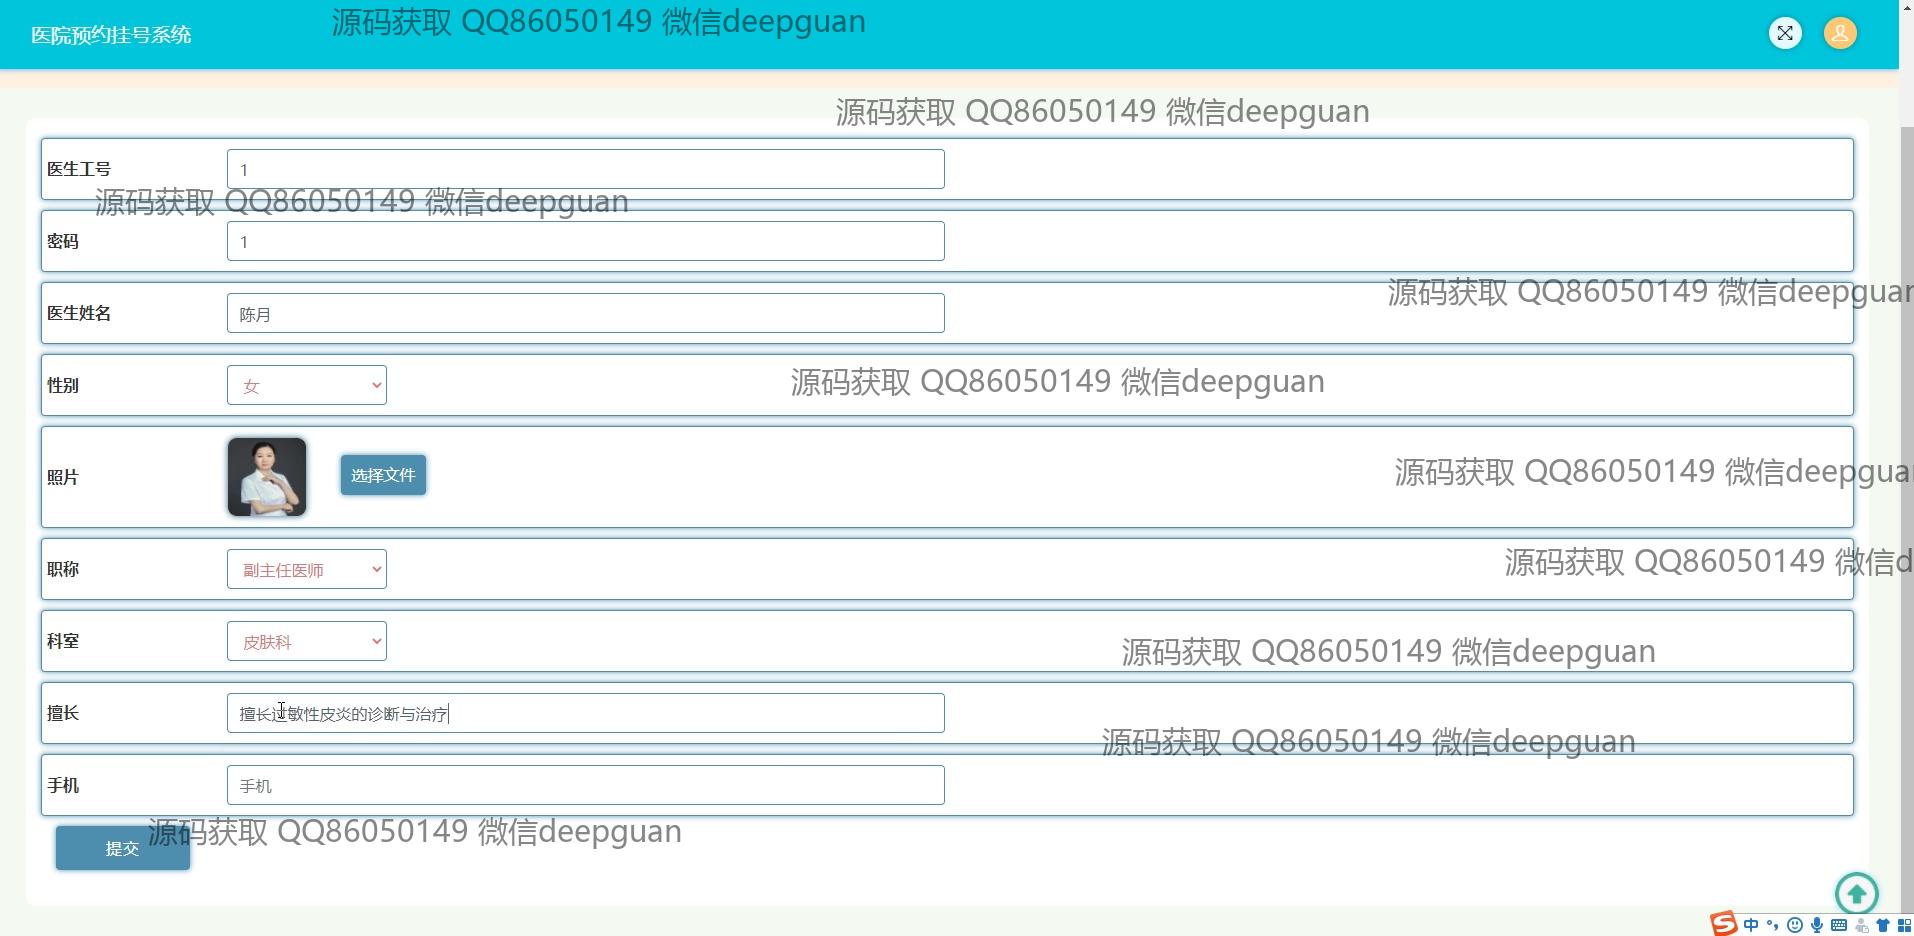 医院预约挂号系统
源码获取 QQ86050149 微信deepguan
源码获取 QQ86050149 微信deepguan
医生工号
1
源码获取 QQ86050149 微信deepguan
密码
1
源码获取 QQ86050149 微信deepguan
医生姓名
陈月
源码获取 QQ86050149 微信deepguan
性别
女
源码获取 QQ86050149 微信deepgua
照片
选择文件
源码获取 QQ86050149 微信d
职称
副主任医师
科室
皮肤科
源码获取 QQ86050149 微信deepguan
擅长
擅长过敏性皮炎的诊断与治疗
源码获取 QQ86050149 微信deepguan
手机
手机
源码获取 QQ86050149 微信deepguan
提交
S 中